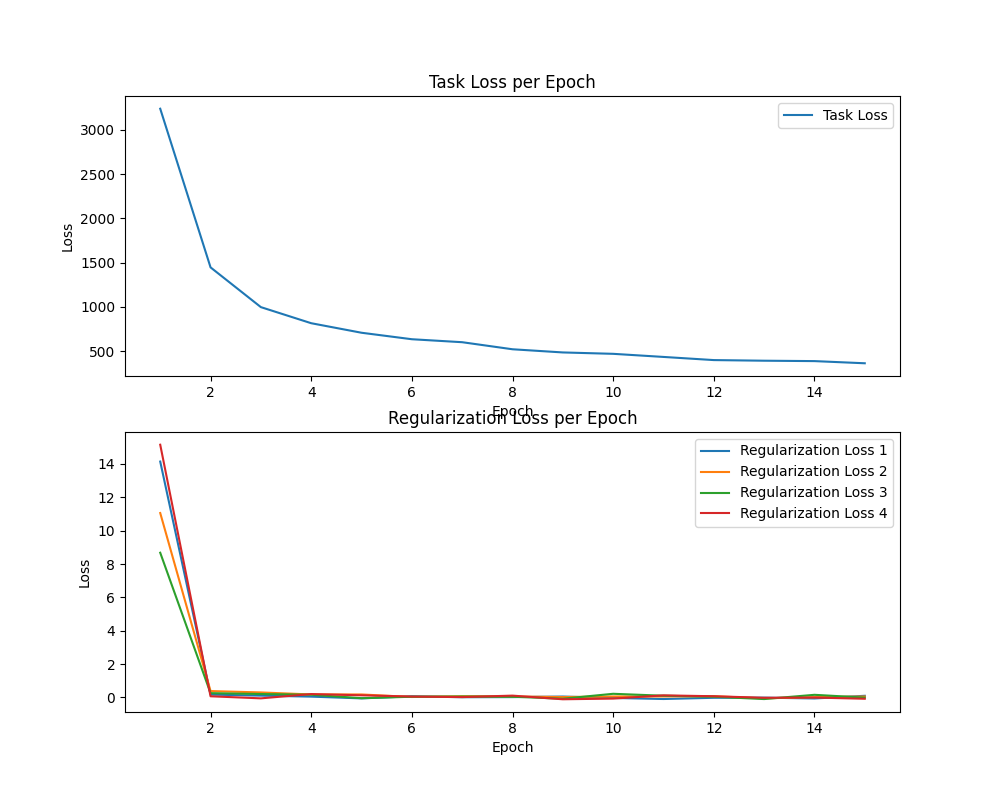 Task Loss per Epoch
Task Loss
3000
2500
2000
1500
1000
500
Loss
2 4 6 8 10 12 14
Epoch
Regularization Loss per Epoch
Regularization Loss 1
Regularization Loss 2
Regularization Loss 3
Regularization Loss 4
14
12
10
8
6
4
2
0
Loss
2 4 6 8 10 12 14
Epoch